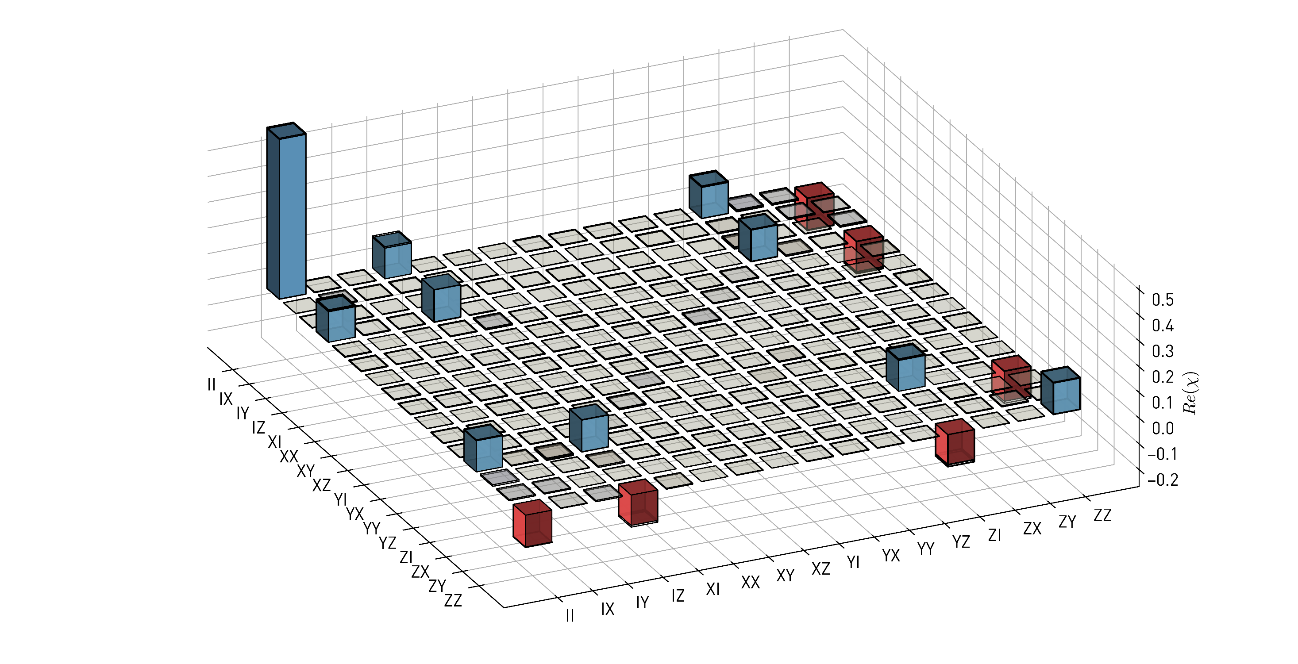 0.5
0.4
0.3
0.2
0.1
0.0
−0.1
−0.2
Re(χ)
II
IX
IY
IZ
XI
XX
XY
XZ
YI
YX
YY
YZ
ZI
ZX
ZY
ZZ
II
IX
IY
IZ
XI
XX
XY
XZ
YI
YX
YY
YZ
ZI
ZX
ZY
ZZ